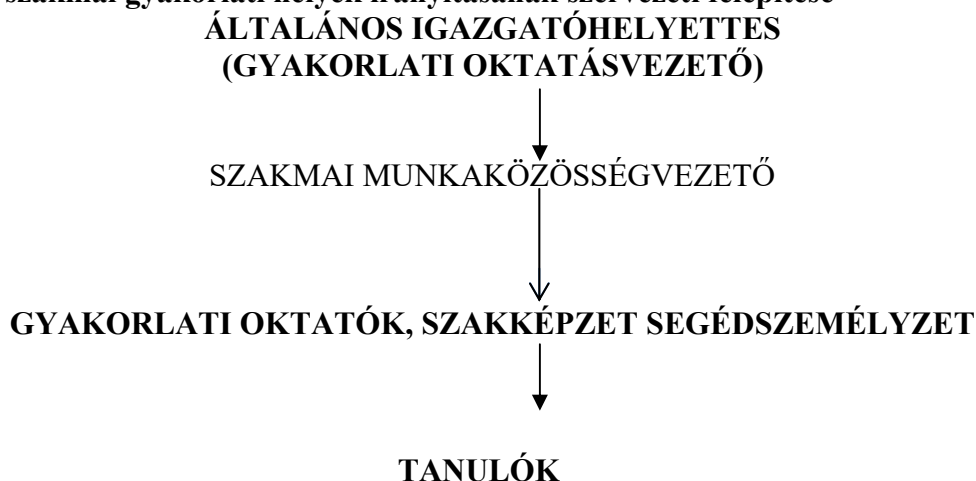 szakmai gyakorlati helyek irányításának szervezeti felépítése
ÁLTALÁNOS IGAZGATÓHELYETTES
(GYAKORLATI OKTATÁSVEZETŐ)
SZAKMAI MUNKAKÖZÖSSÉGVEZETŐ
GYAKORLATI OKTATÓK, SZAKKÉPZET SEGÉDSZEMÉLYZET
TANULÓK